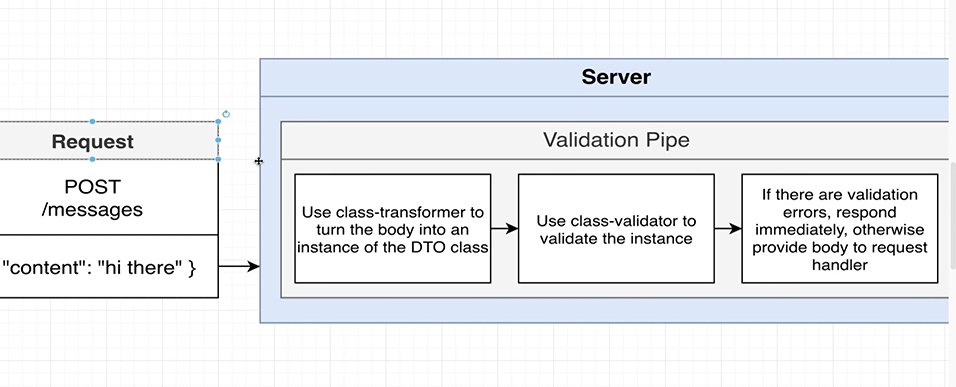 Server
Request
Validation Pipe
POST
/messages
"content": "hi there" }
Use class-transformer to
turn the body into an
instance of the DTO class
Use class-validator to
validate the instance
If there are validation
errors, respond
immediately, otherwise
provide body to request
handler